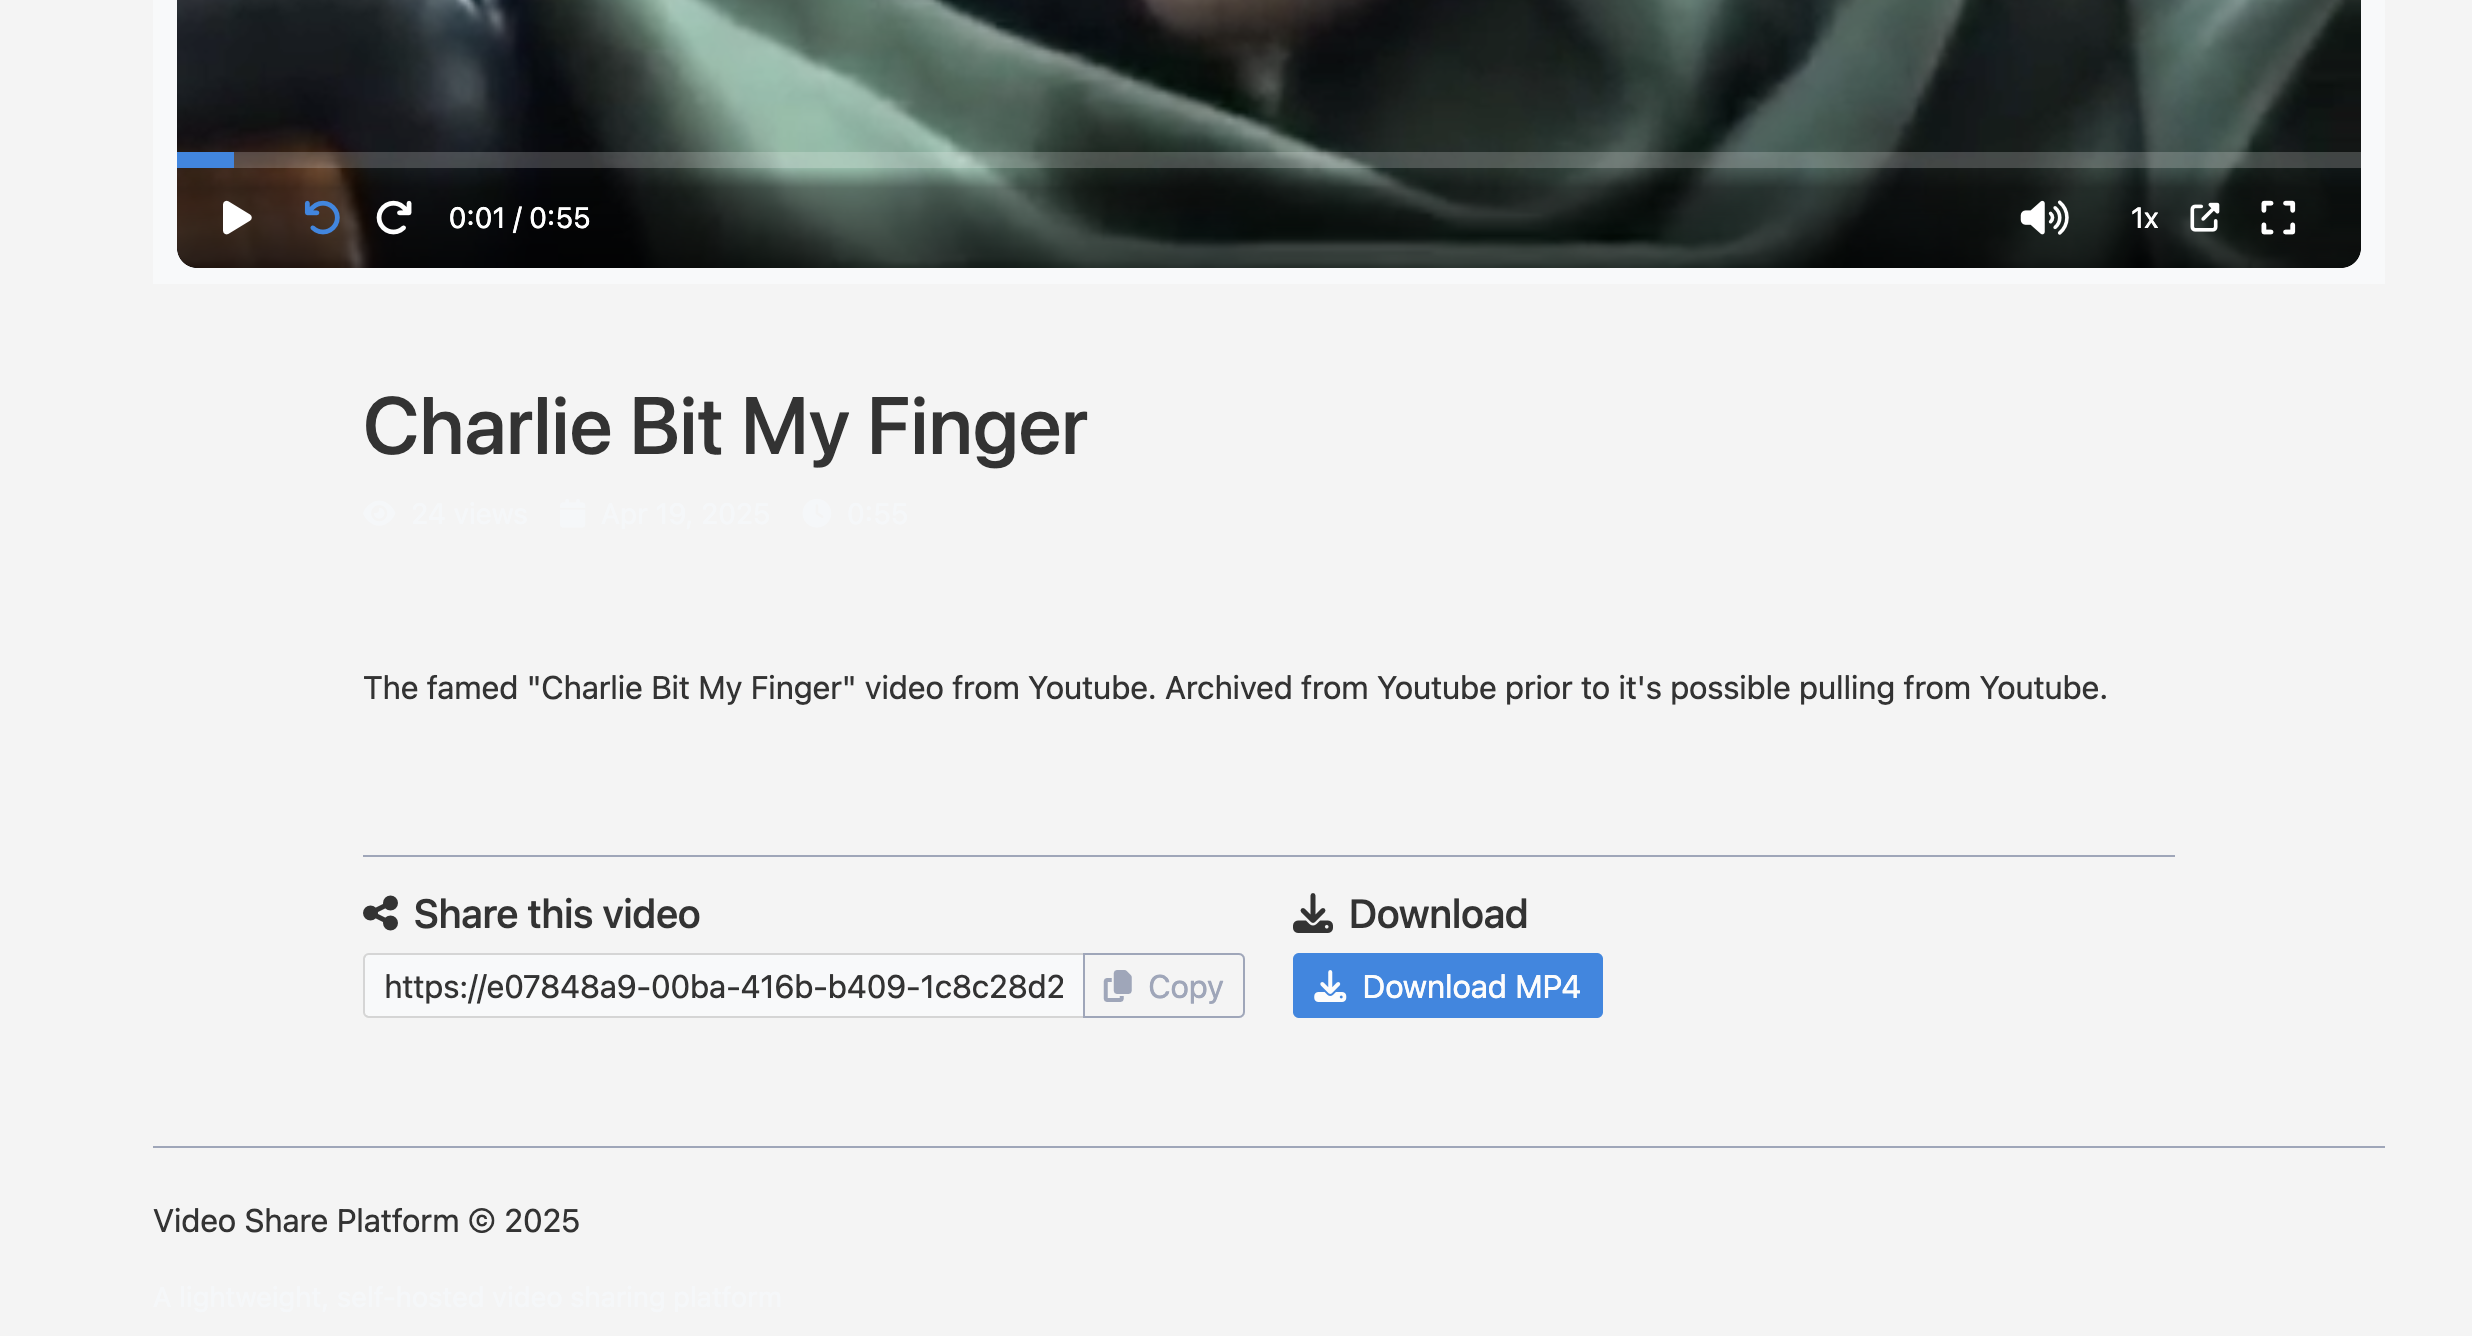 0:01 / 0:55
1x
Charlie Bit My Finger
24 views Apr 19, 2025 0:55
The famed "Charlie Bit My Finger" video from Youtube. Archived from Youtube prior to it's possible pulling from Youtube.
Share this video
Download
https://e07848a9-00ba-416b-b409-1c8c28d2
Copy
Download MP4
Video Share Platform © 2025
A lightweight, self-hosted video sharing platform